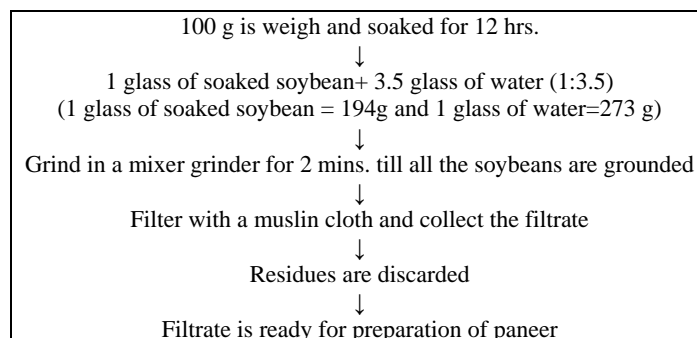 100 g is weigh and soaked for 12 hrs.
↓
1 glass of soaked soybean+ 3.5 glass of water (1:3.5)
(1 glass of soaked soybean = 194g and 1 glass of water=273 g)
↓
Grind in a mixer grinder for 2 mins. till all the soybeans are grounded
↓
Filter with a muslin cloth and collect the filtrate
↓
Residues are discarded
↓
Filtrate is ready for preparation of paneer